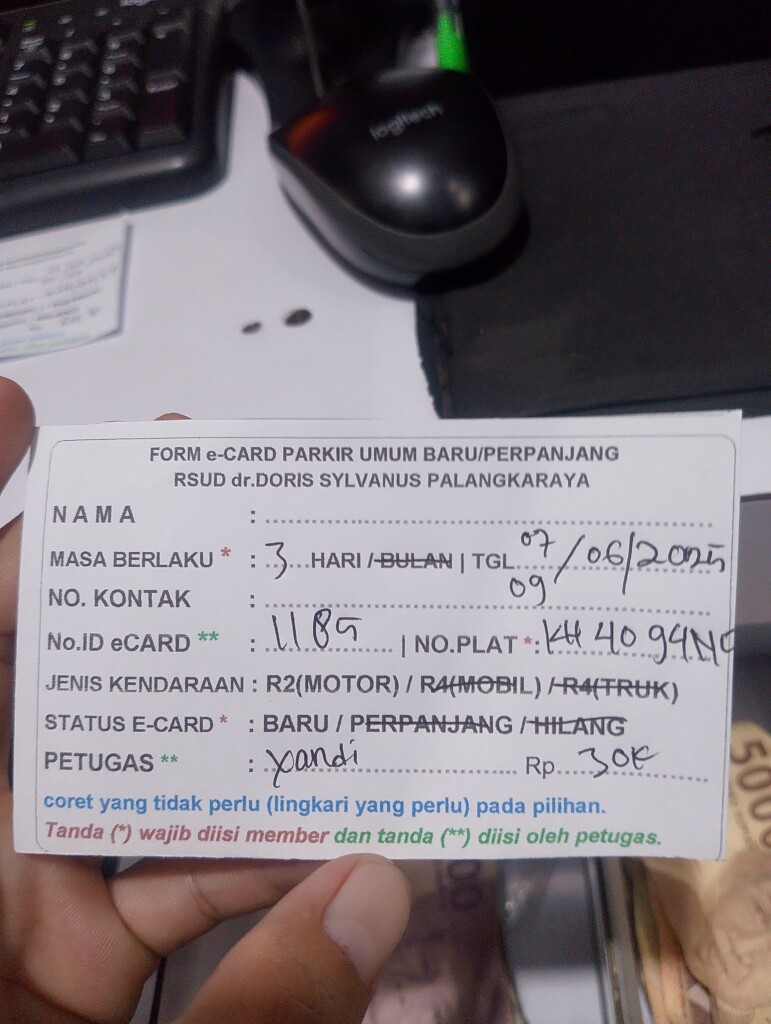 logitech
FORM e-CARD PARKIR UMUM BARU/PERPANJANG
RSUD dr.DORIS SYLVANUS PALANGKARAYA
NAMA :
MASA BERLAKU * : 3 HARI / BULAN | TGL 07/06/2025
09
NO. KONTAK :
No.ID eCARD ** : 1185 | NO.PLAT *: KH 4094
JENIS KENDARAAN : R2(MOTOR) / R4(MOBIL) / R4(TRUK)
STATUS E-CARD * : BARU / PERPANJANG / HILANG
PETUGAS ** : Yandi Rp. 30K
coret yang tidak perlu (lingkari yang perlu) pada pilihan.
Tanda (*) wajib diisi member dan tanda (**) diisi oleh petugas.